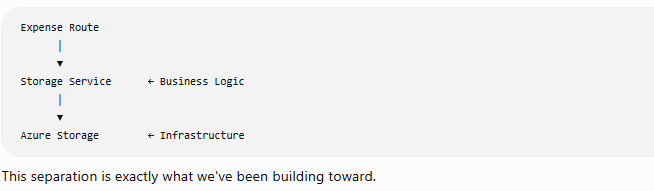 Expense Route
│
▼
Storage Service ← Business Logic
│
▼
Azure Storage ← Infrastructure
This separation is exactly what we've been building toward.